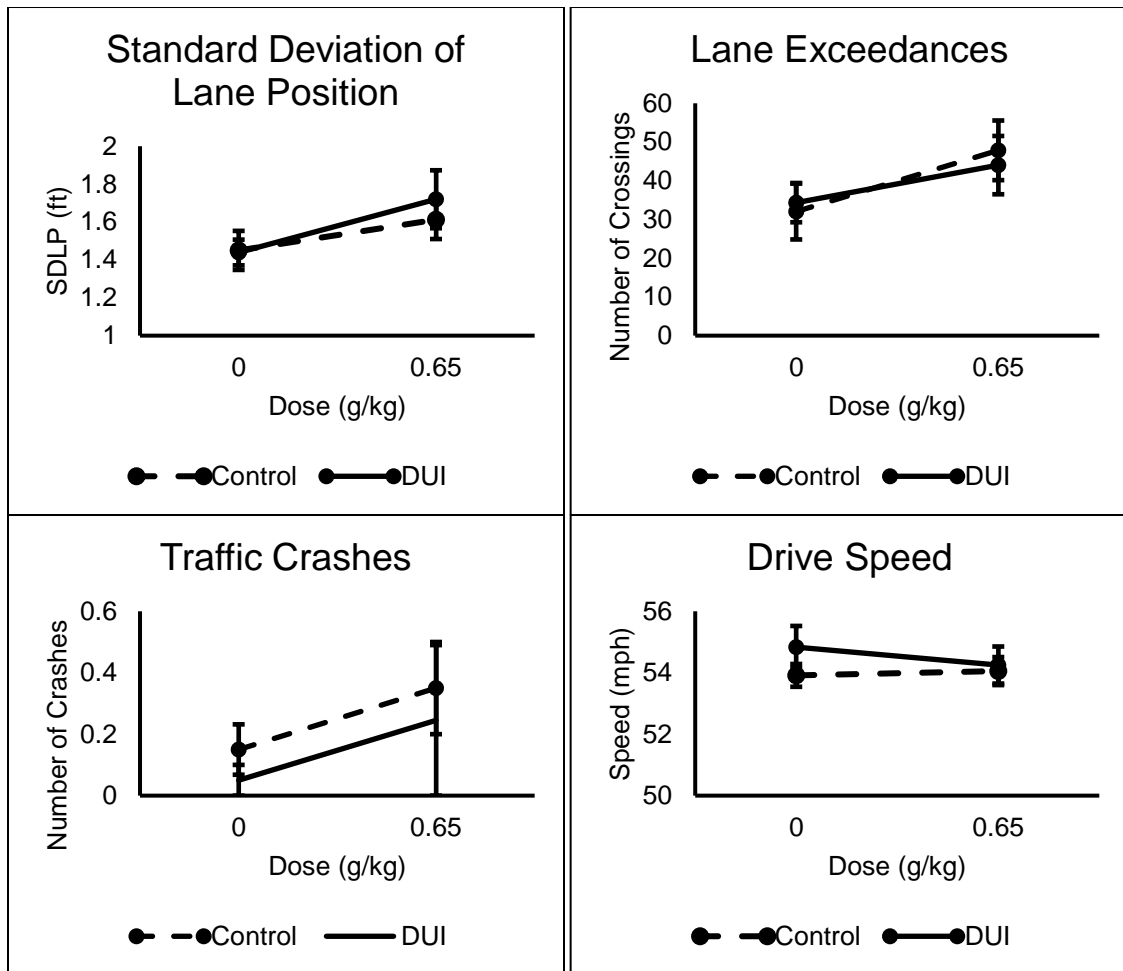 Standard Deviation of
Lane Position
SDLP (ft)
2
1.8
1.6
1.4
1.2
1
0 0.65
Dose (g/kg)
Control DUI
Lane Exceedances
Number of Crossings
60
50
40
30
20
10
0
0 0.65
Dose (g/kg)
Control DUI
Traffic Crashes
Number of Crashes
0.6
0.4
0.2
0
0 0.65
Dose (g/kg)
Control DUI
Drive Speed
Speed (mph)
56
54
52
50
0 0.65
Dose (g/kg)
Control DUI